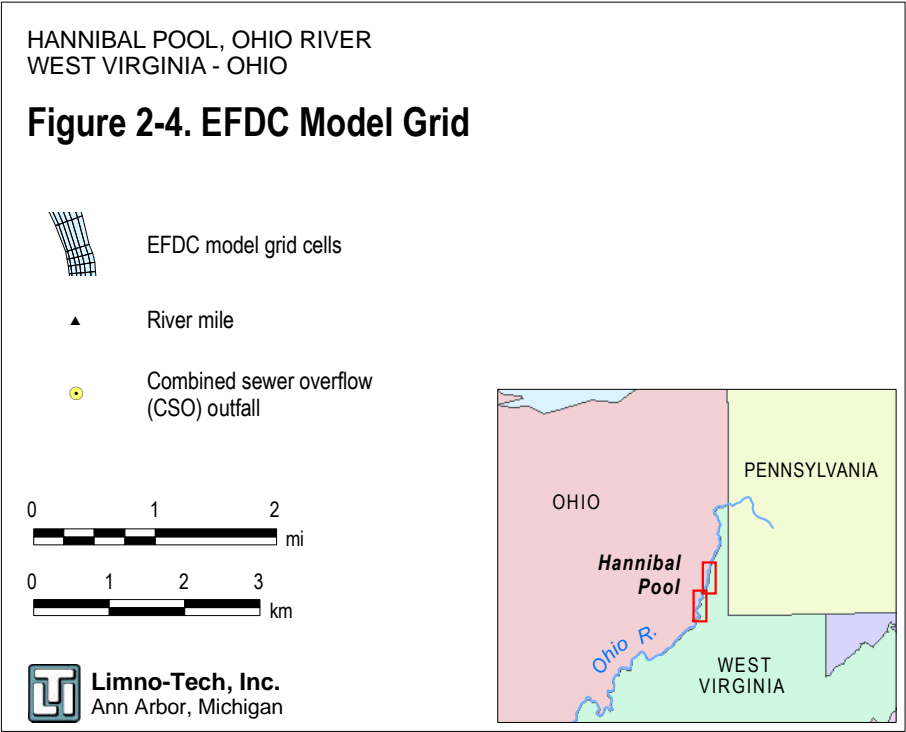 HANNIBAL POOL, OHIO RIVER
WEST VIRGINIA - OHIO
Figure 2-4. EFDC Model Grid
EFDC model grid cells
River mile
Combined sewer overflow
(CSO) outfall
0 1 2
mi
0 1 2 3
km
LTI
Limno-Tech, Inc.
Ann Arbor, Michigan
PENNSYLVANIA
OHIO
Hannibal
Pool
Ohio R.
WEST
VIRGINIA